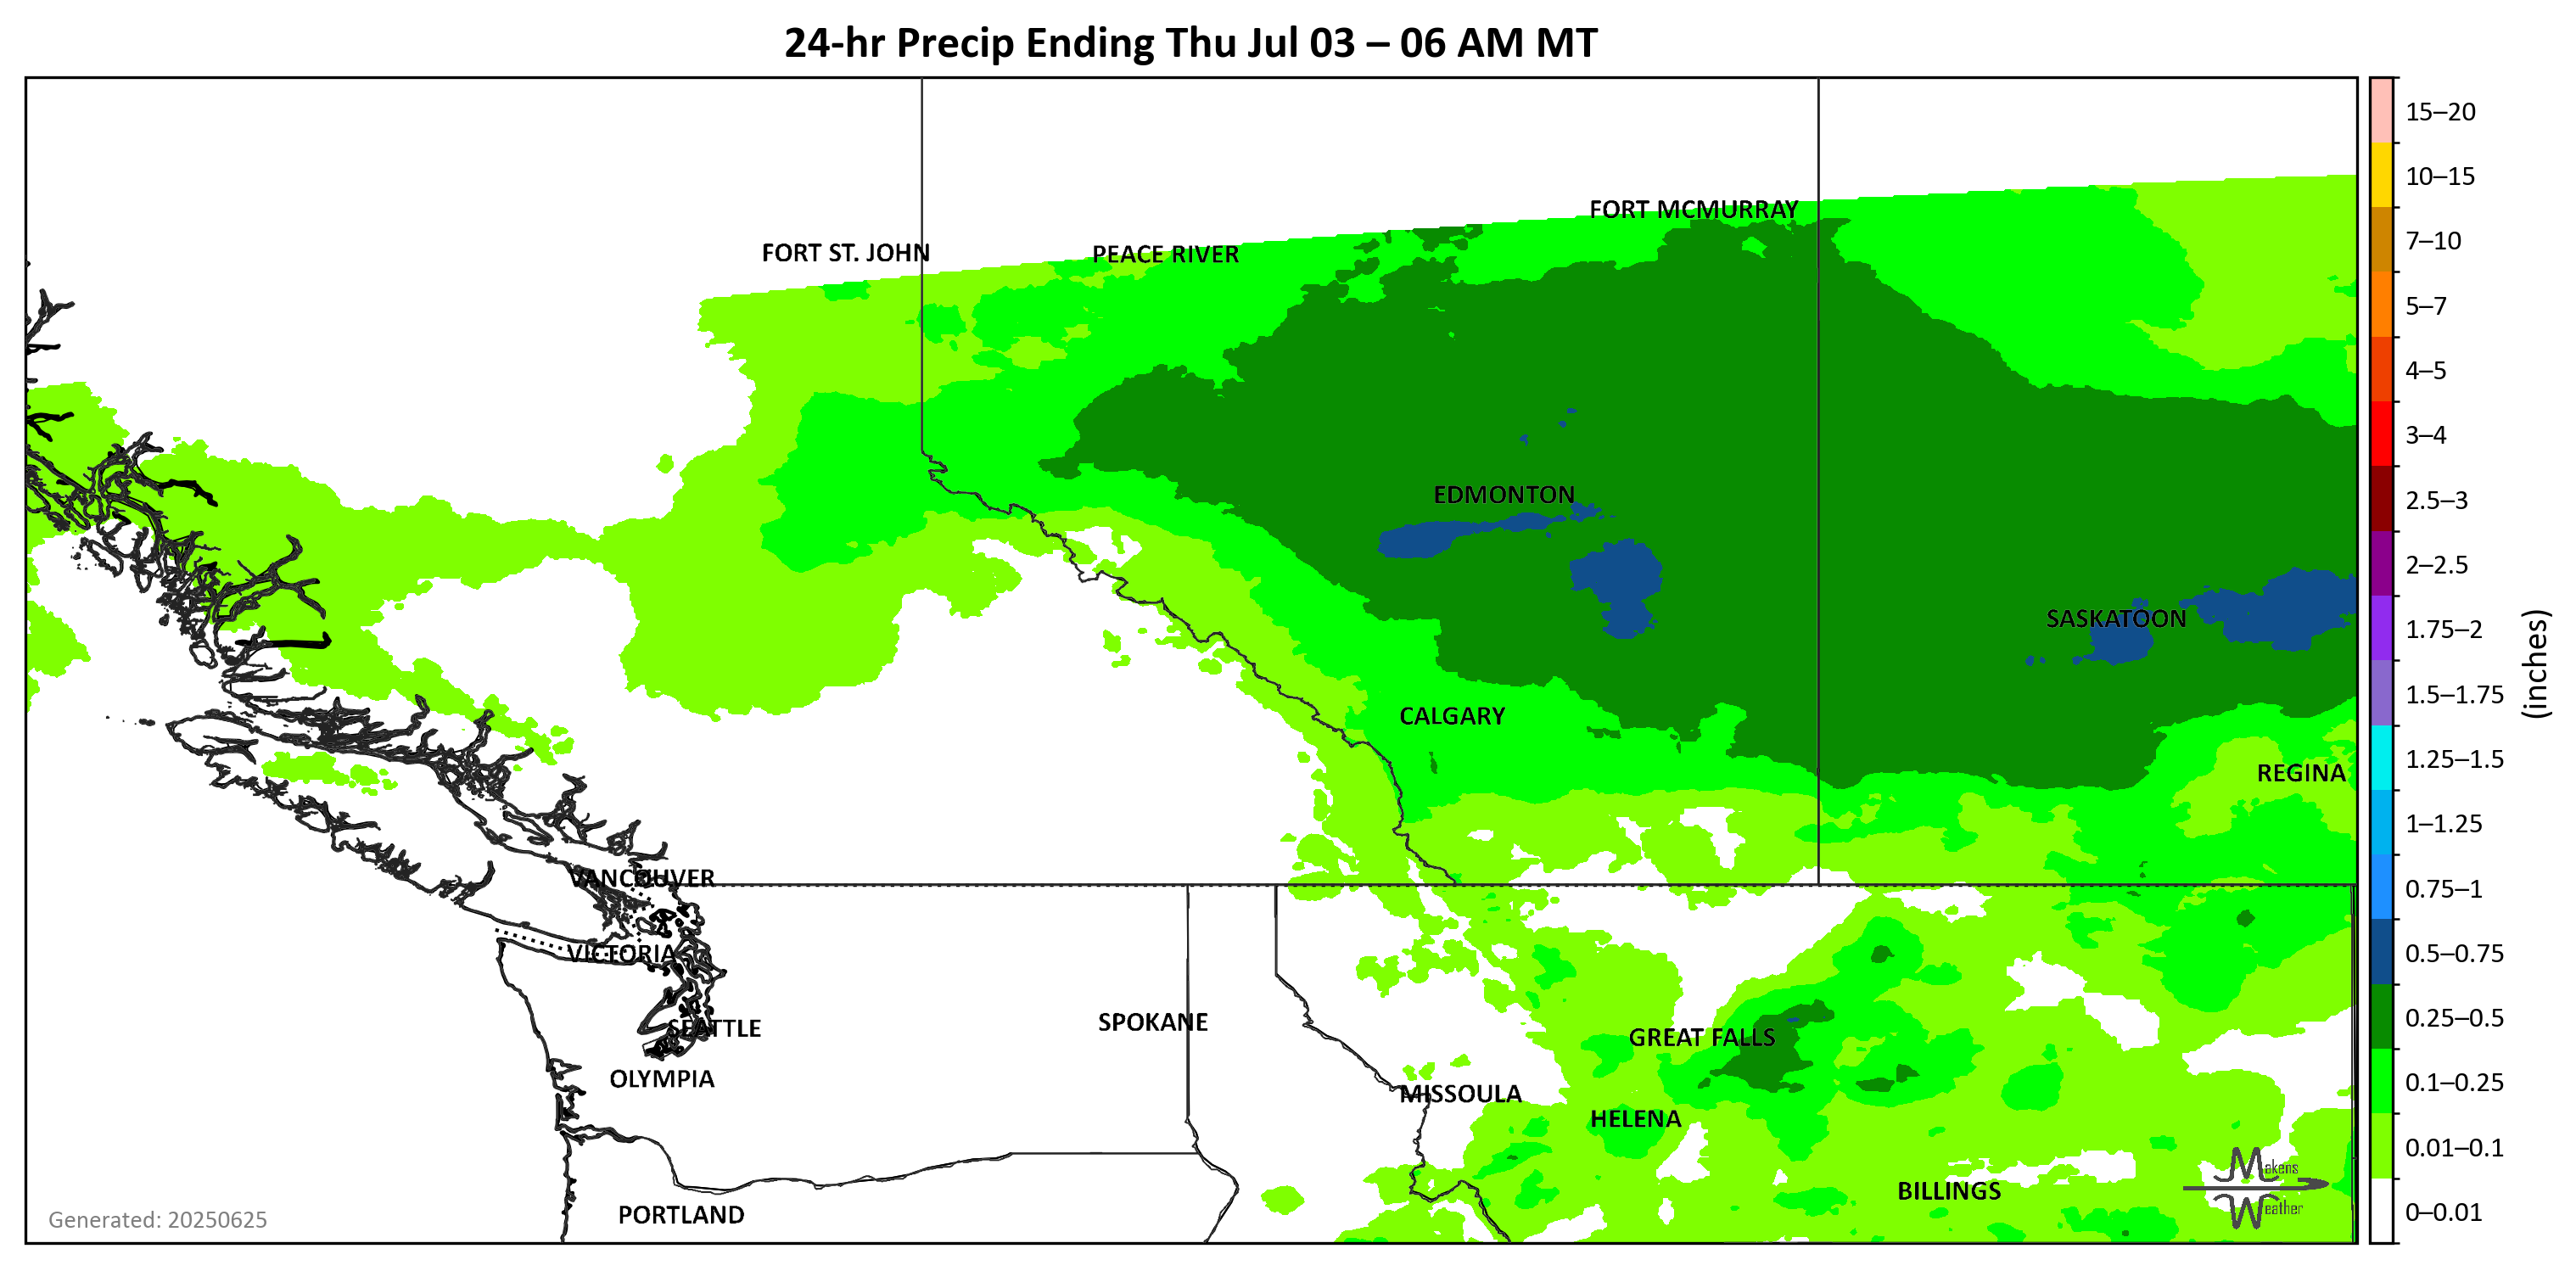 24-hr Precip Ending Thu Jul 03 – 06 AM MT
15–20
10–15
7–10
5–7
4–5
3–4
2.5–3
2–2.5
1.75–2
1.5–1.75
1.25–1.5
1–1.25
0.75–1
0.5–0.75
0.25–0.5
0.1–0.25
0.01–0.1
0–0.01
(inches)
FORT MCMURRAY
FORT ST. JOHN
PEACE RIVER
EDMONTON
SASKATOON
CALGARY
REGINA
VANCOUVER
VICTORIA
SPOKANE
SEATTLE
GREAT FALLS
OLYMPIA
MISSOULA
HELENA
BILLINGS
PORTLAND
Makens
Weather
Generated: 20250625